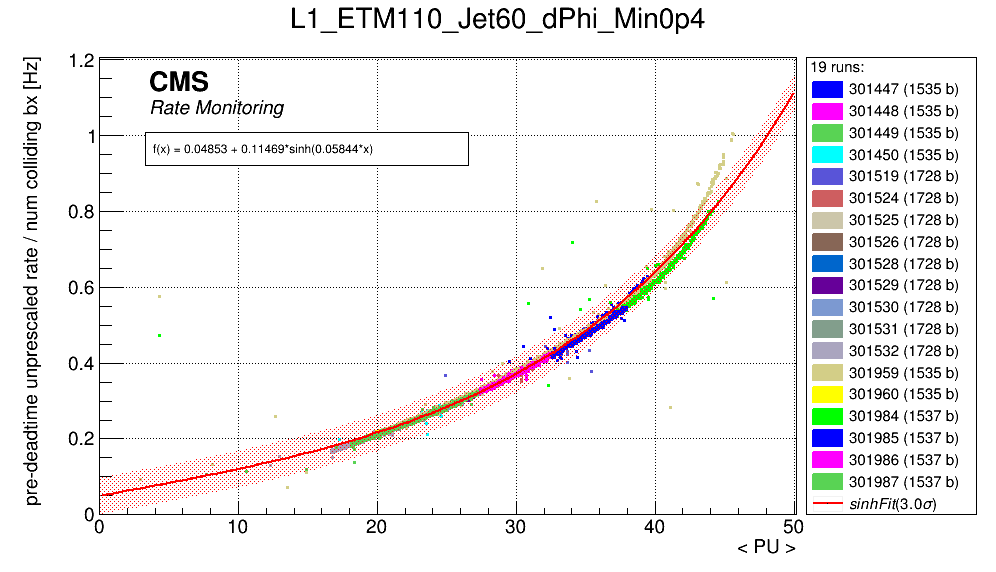 L1_ETM110_Jet60_dPhi_Min0p4
pre-deadtime unprescaled rate / num colliding bx [Hz]
1.2
1
0.8
0.6
0.4
0.2
0
CMS
Rate Monitoring
f(x) = 0.04853 + 0.11469*sinh(0.05844*x)
0 10 20 30 40 50
< PU >
19 runs:
301447 (1535 b)
301448 (1535 b)
301449 (1535 b)
301450 (1535 b)
301519 (1728 b)
301524 (1728 b)
301525 (1728 b)
301526 (1728 b)
301528 (1728 b)
301529 (1728 b)
301530 (1728 b)
301531 (1728 b)
301532 (1728 b)
301959 (1535 b)
301960 (1535 b)
301984 (1537 b)
301985 (1537 b)
301986 (1537 b)
301987 (1537 b)
sinhFit(3.0σ)